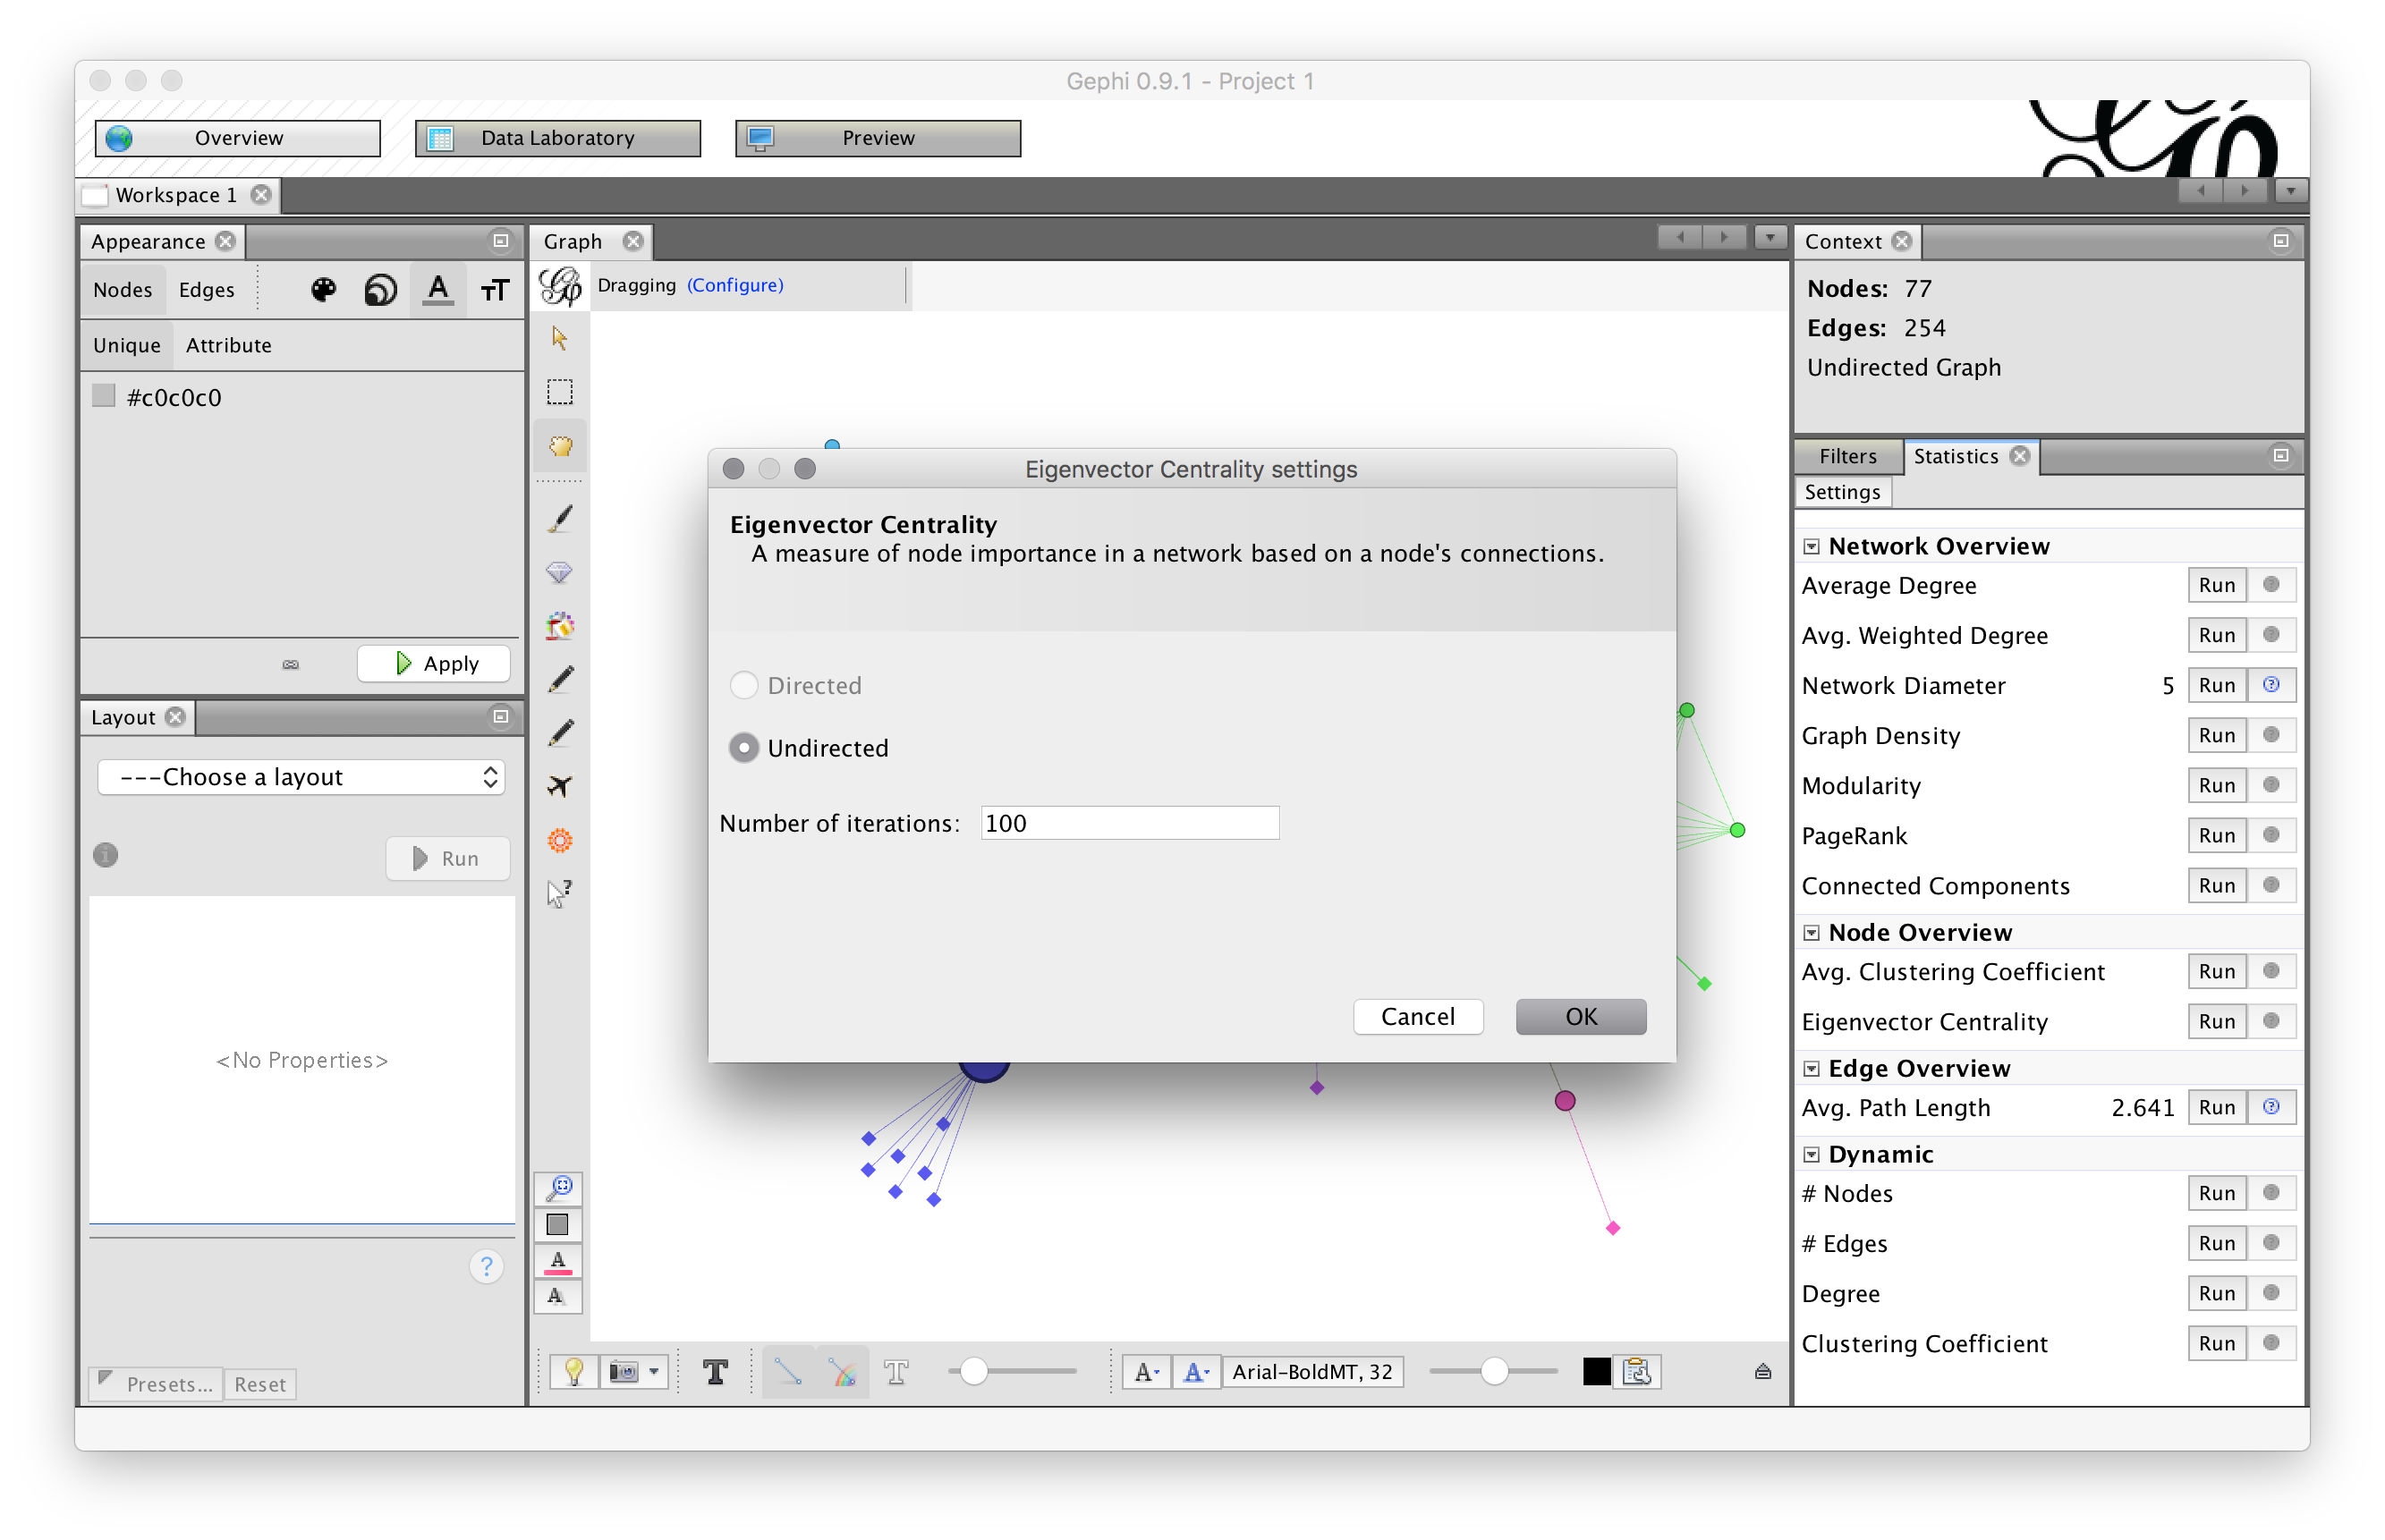 Gephi 0.9.1 - Project 1
Overview
Data Laboratory
Preview
Workspace 1
Appearance
Nodes
Edges
A
TT
Unique
Attribute
#c0c0c0
Apply
Layout
---Choose a layout
Run
<No Properties>
Presets...
Reset
Graph
Dragging (Configure)
Eigenvector Centrality settings
Eigenvector Centrality
A measure of node importance in a network based on a node's connections.
Directed
Undirected
Number of iterations: 100
Cancel
OK
A
A
T
T
A
A
Arial-BoldMT, 32
Context
Nodes: 77
Edges: 254
Undirected Graph
Filters
Statistics
Settings
Network Overview
Average Degree Run
Avg. Weighted Degree Run
Network Diameter 5 Run
Graph Density Run
Modularity Run
PageRank Run
Connected Components Run
Node Overview
Avg. Clustering Coefficient Run
Eigenvector Centrality Run
Edge Overview
Avg. Path Length 2.641 Run
Dynamic
# Nodes Run
# Edges Run
Degree Run
Clustering Coefficient Run